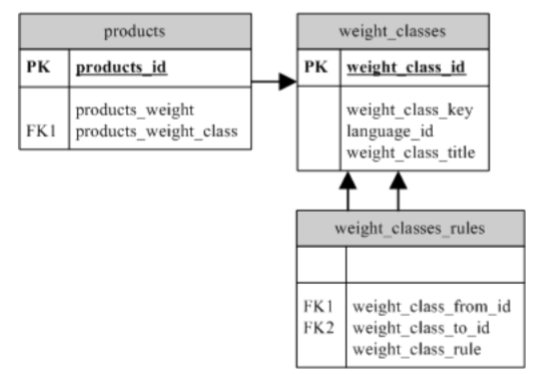 products
PK products_id
products_weight
FK1 products_weight_class
weight_classes
PK weight_class_id
weight_class_key
language_id
weight_class_title
weight_classes_rules
FK1 weight_class_from_id
FK2 weight_class_to_id
weight_class_rule